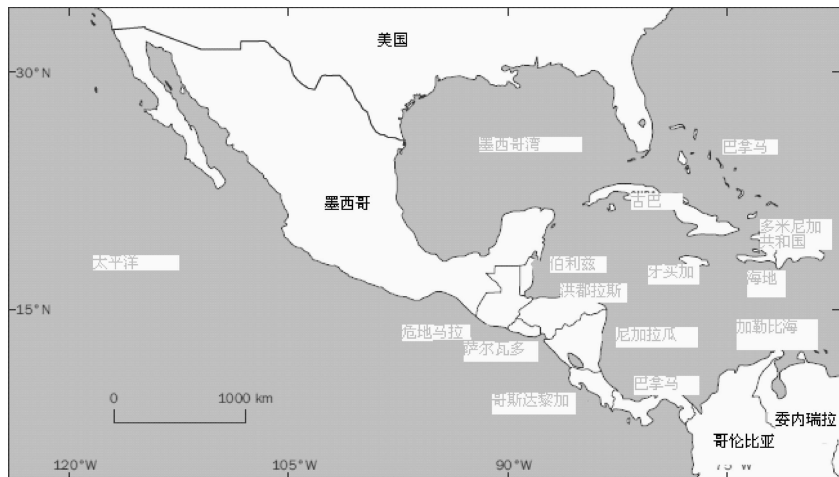 美国
30°N
墨西哥湾
巴拿马
墨西哥
古巴
多米尼加
共和国
太平洋
伯利兹
牙买加
海地
洪都拉斯
15°N
危地马拉
尼加拉瓜
加勒比海
萨尔瓦多
巴拿马
0
1000 km
哥斯达黎加
委内瑞拉
哥伦比亚
120°W
105°W
90°W
75°W